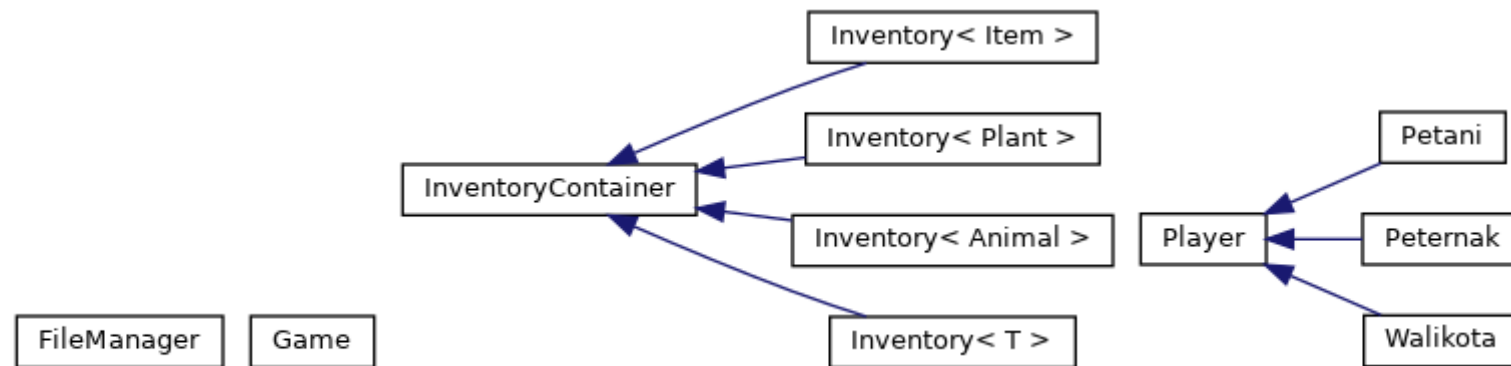 Inventory< Item >
Inventory< Plant >
Petani
InventoryContainer
Inventory< Animal >
Player
Peternak
FileManager
Game
Inventory< T >
Walikota